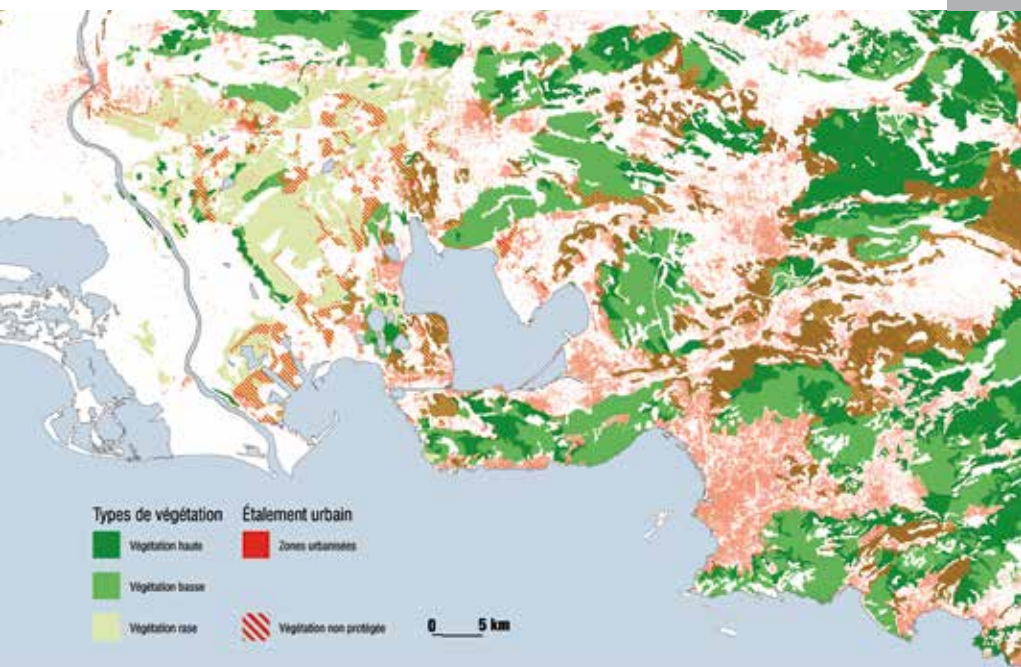 Types de végétation
Étalement urbain
Végétation haute
Zones urbanisées
Végétation basse
Végétation rase
Végétation non protégée
0 5 km